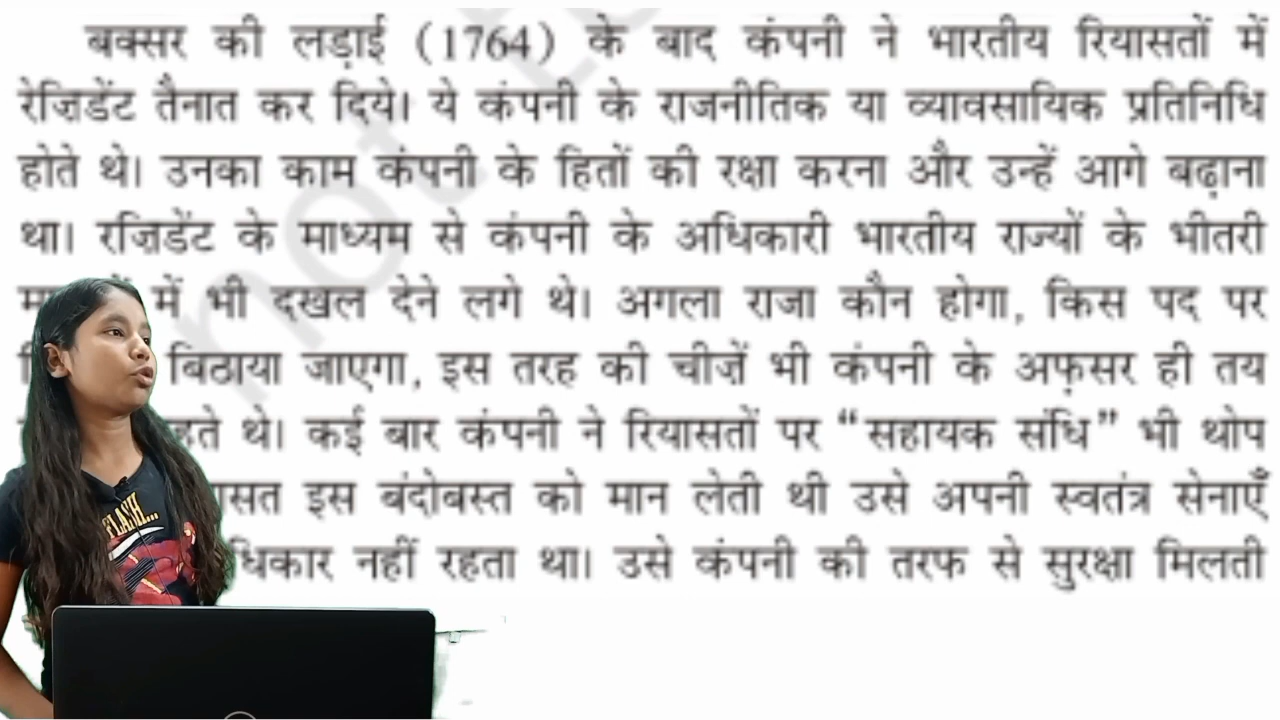 बक्सर की लड़ाई (1764) के बाद कंपनी ने भारतीय रियासतों में
रेज़िडेंट तैनात कर दिये। ये कंपनी के राजनीतिक या व्यावसायिक प्रतिनिधि
होते थे। उनका काम कंपनी के हितों की रक्षा करना और उन्हें आगे बढ़ाना
था। रज़िडेंट के माध्यम से कंपनी के अधिकारी भारतीय राज्यों के भीतरी
में भी दखल देने लगे थे। अगला राजा कौन होगा, किस पद पर
बिठाया जाएगा, इस तरह की चीज़ें भी कंपनी के अफ़सर ही तय
थे। कई बार कंपनी ने रियासतों पर “सहायक संधि” भी थोप
इस बंदोबस्त को मान लेती थी उसे अपनी स्वतंत्र सेनाएँ
नहीं रहता था। उसे कंपनी की तरफ से सुरक्षा मिलती
not
FLASH...